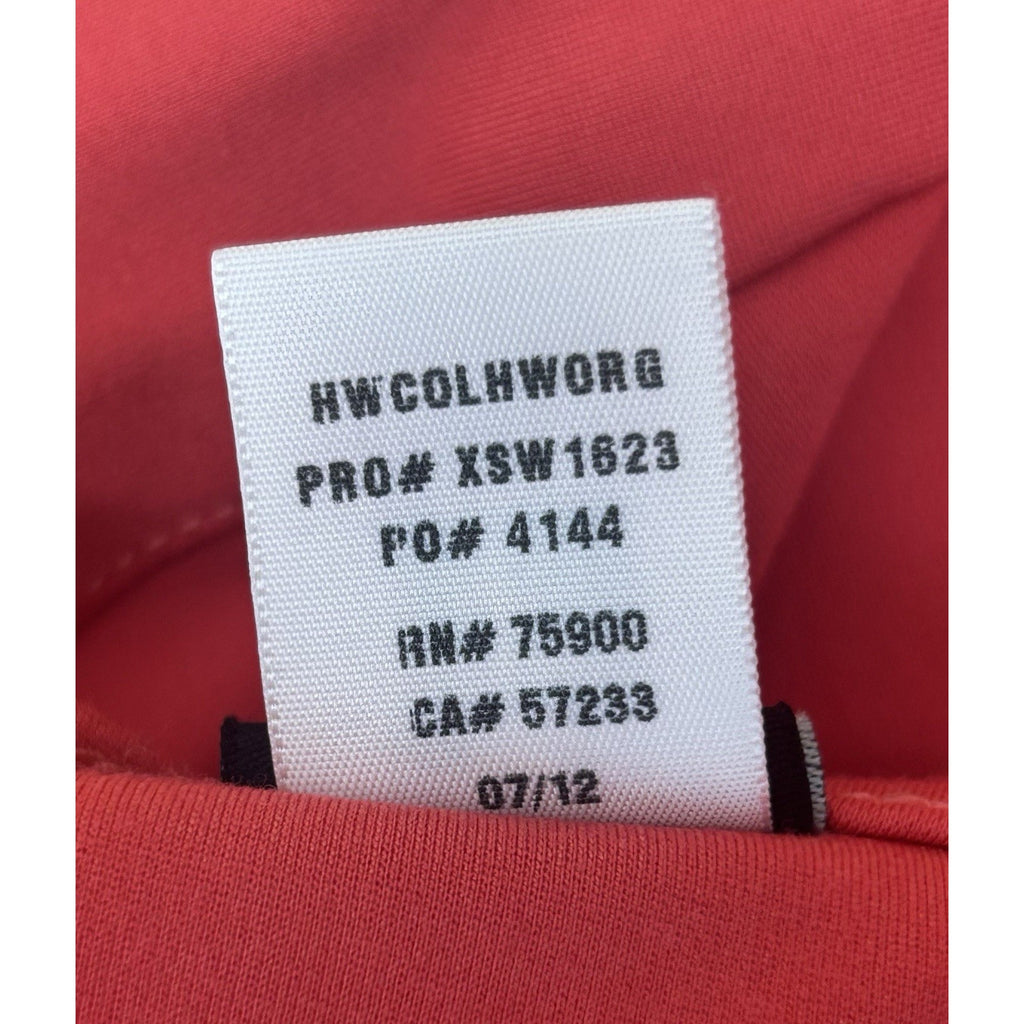 HWCOLHWORG
PRO# XSW1623
PO# 4144
RN# 75900
CA# 57233
07/12